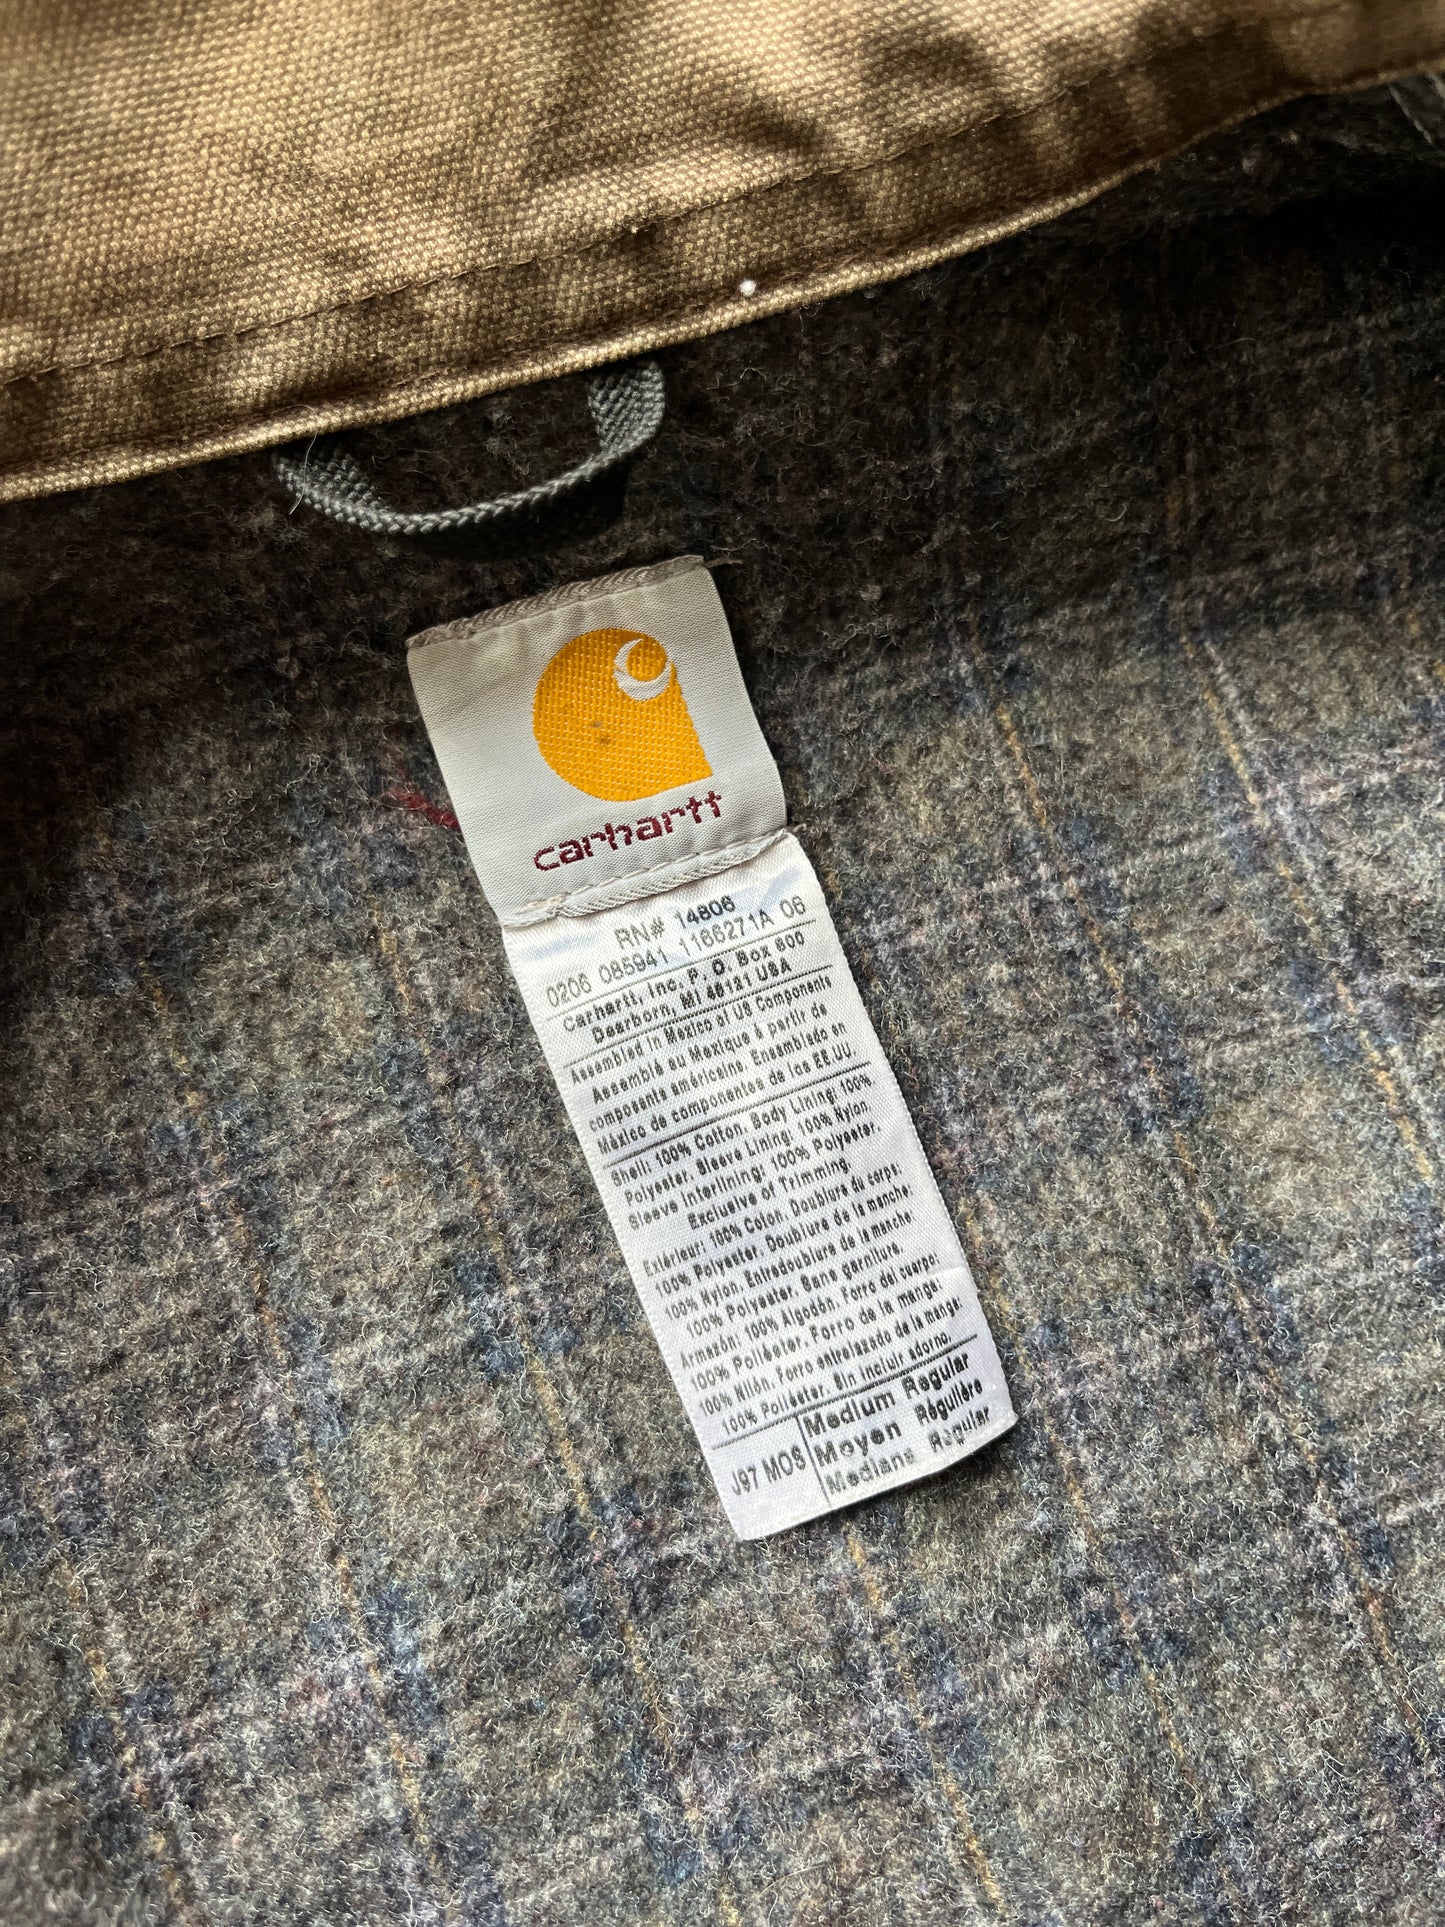 carhartt
RN# 14806
0206 085941 1166271A 06
Carhartt, Inc. P. O. Box 600
Dearborn, MI 48121 USA
Assembled in Mexico of US Components
Assemblé au Mexique à partir de
composants américains. Ensamblado en
México de componentes de los EE.UU.
Shell: 100% Cotton. Body Lining: 100%
Polyester. Sleeve Lining: 100% Nylon.
Sleeve Interlining: 100% Polyester.
Exclusive of Trimming.
Extérieur: 100% Coton. Doublure du corps:
100% Polyester. Doublure de la manche:
100% Nylon. Entredoublure de la manche:
100% Polyester. Sans garniture.
Armazón: 100% Algodón. Forro del cuerpo:
100% Poliéster. Forro de la manga:
100% Nilón. Forro entrelazado de la manga:
100% Poliéster. Sin incluir adorno.
J97 MOS
Medium Regular
Moyen Régulière
Mediana Regular